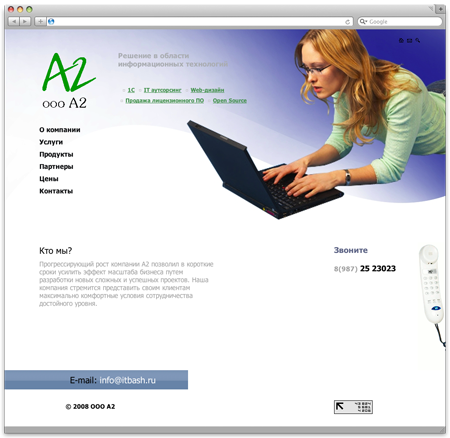 Google
A2
ООО А2
Решение в области
информационных технологий
1С
IT аутсорсинг
Web-дизайн
Продажа лицензионного ПО
Open Source
О компании
Услуги
Продукты
Партнеры
Цены
Контакты
Кто мы?
Прогрессирующий рост компании А2 позволил в короткие
сроки усилить эффект масштаба бизнеса путем
разработки новых сложных и успешных проектов. Наша
компания стремится представить своим клиентам
максимально комфортные условия сотрудничества
достойного уровня.
Звоните
8(987) 25 23023
E-mail: info@itbash.ru
© 2008 ООО А2